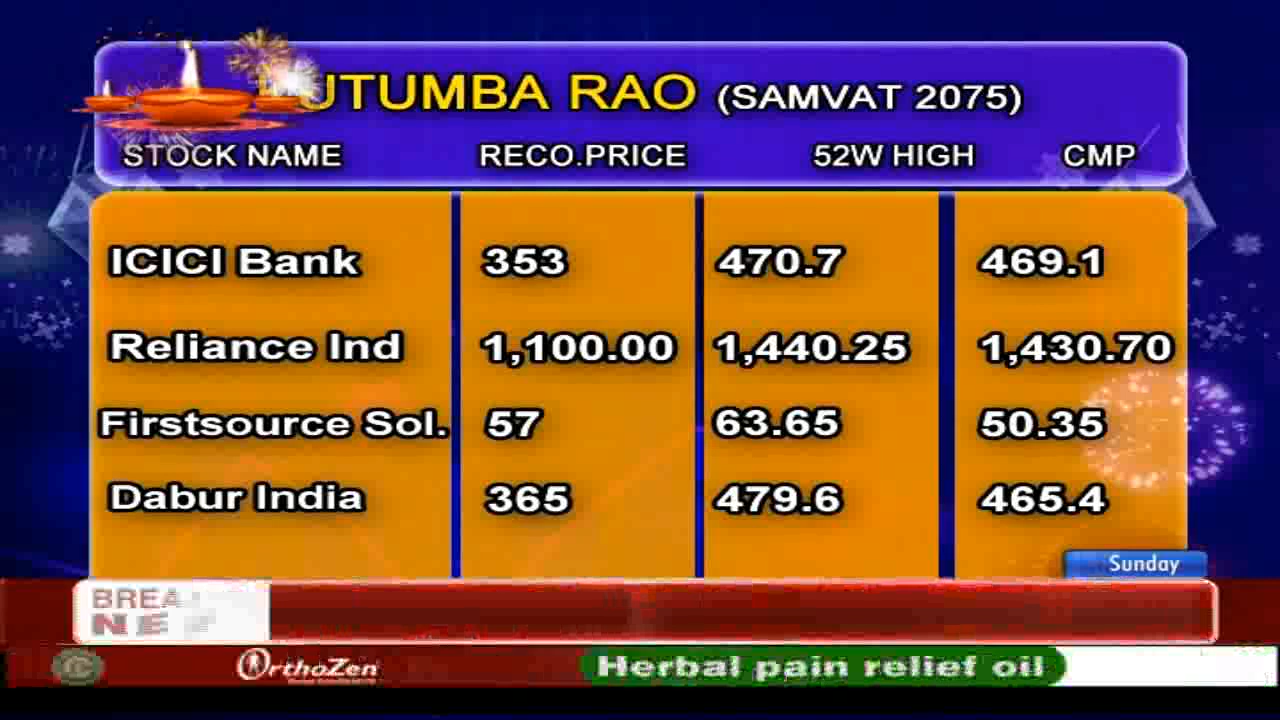 UTUMBA RAO (SAMVAT 2075)
STOCK NAME RECO.PRICE 52W HIGH CMP
ICICI Bank 353 470.7 469.1
Reliance Ind 1,100.00 1,440.25 1,430.70
Firstsource Sol. 57 63.65 50.35
Dabur India 365 479.6 465.4
Sunday
BREA
NE
OrthoZen Herbal pain relief oil